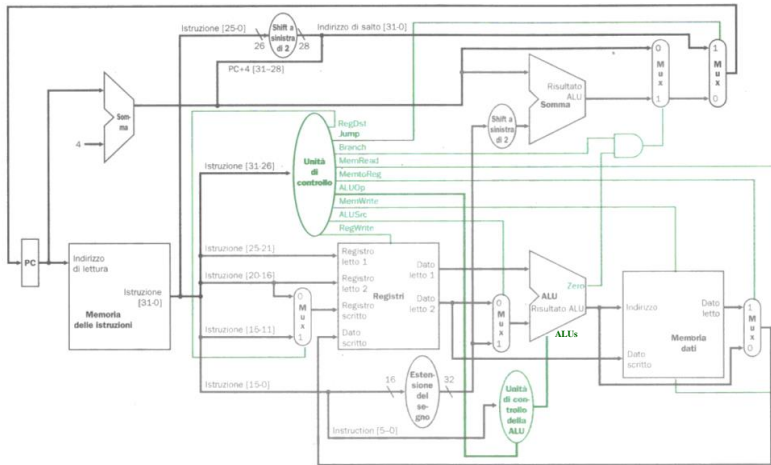 Istruzione [25-0]
Shift a
sinistra
di 2
Indirizzo di salto [31-0]
26
28
PC+4 [31–28]
Som-
ma
4
Risultato
ALU
Somma
Shift a
sinistra
di 2
0
M
u
x
1
1
M
u
x
0
RegDst
Jump
Branch
MemRead
MemtoReg
ALUOp
MemWrite
ALUSrc
RegWrite
Unità
di
controllo
Istruzione [31-26]
PC
Indirizzo
di lettura
Istruzione
[31-0]
Memoria
delle istruzioni
Istruzione [25-21]
Istruzione [20-16]
Istruzione [15-11]
Istruzione [15-0]
0
M
u
x
1
Registro
letto 1
Registro
letto 2
Registro
scritto
Dato
scritto
Registri
Dato
letto 1
Dato
letto 2
0
M
u
x
1
ALU
Zero
Risultato ALU
ALUs
Indirizzo
Dato
letto
Memoria
dati
Dato
scritto
1
M
u
x
0
16
Estensione
del
segno
32
Instruction [5–0]
Unità
di con-
trollo
della
ALU